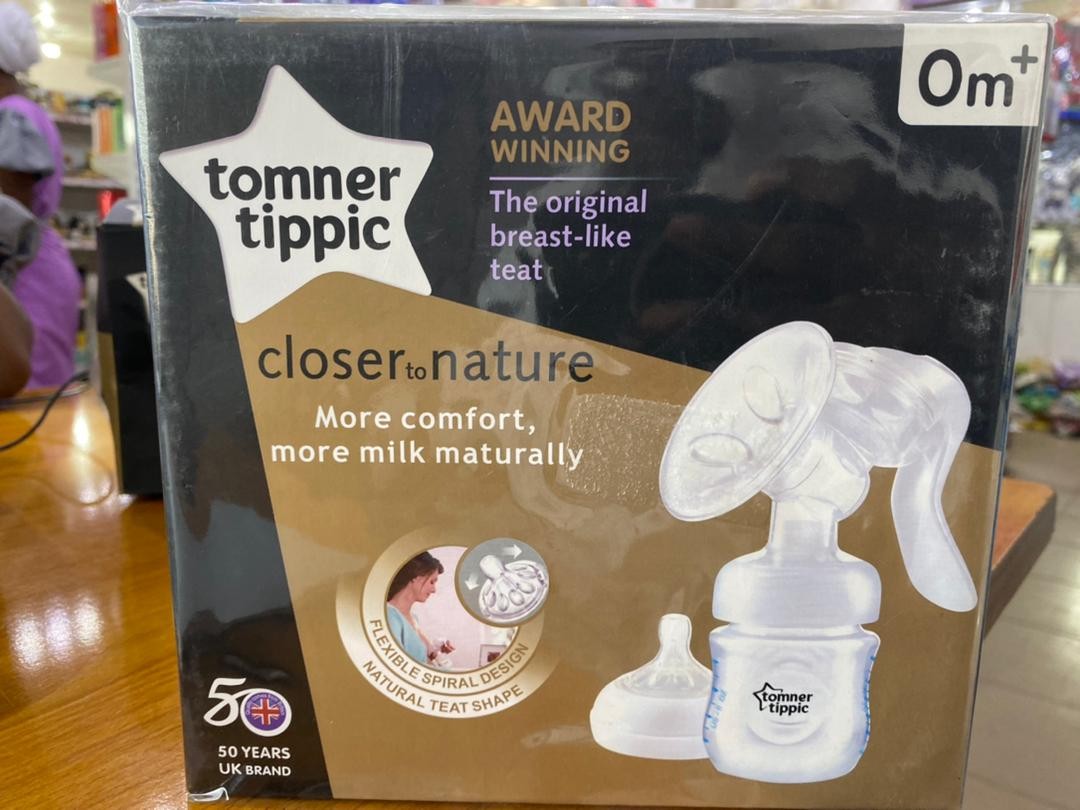 tomner
tippic
AWARD
WINNING
The original
breast-like
teat
0m+
closer to nature
More comfort,
more milk maturally
FLEXIBLE SPIRAL DESIGN
NATURAL TEAT SHAPE
tomner
tippic
50
50 YEARS
UK BRAND